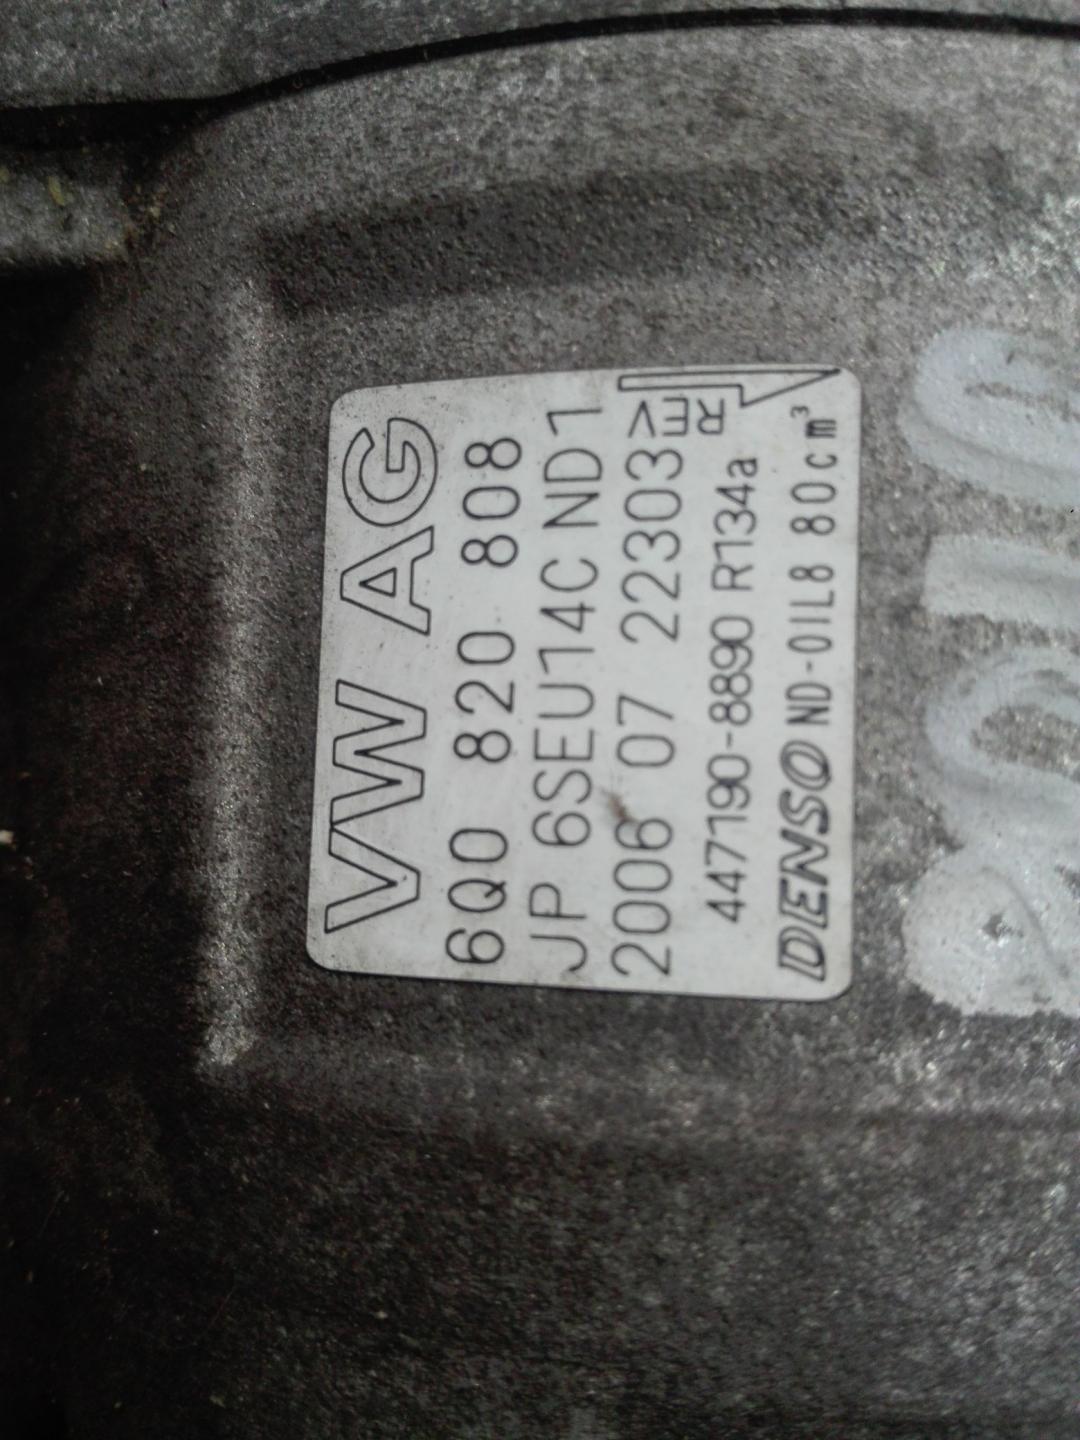 VW AG
6Q0 820 808
JP 6SEU14C ND1
2006 07 22303
REV
447190-8890 R134a
DENSO ND-OIL8 80cm³